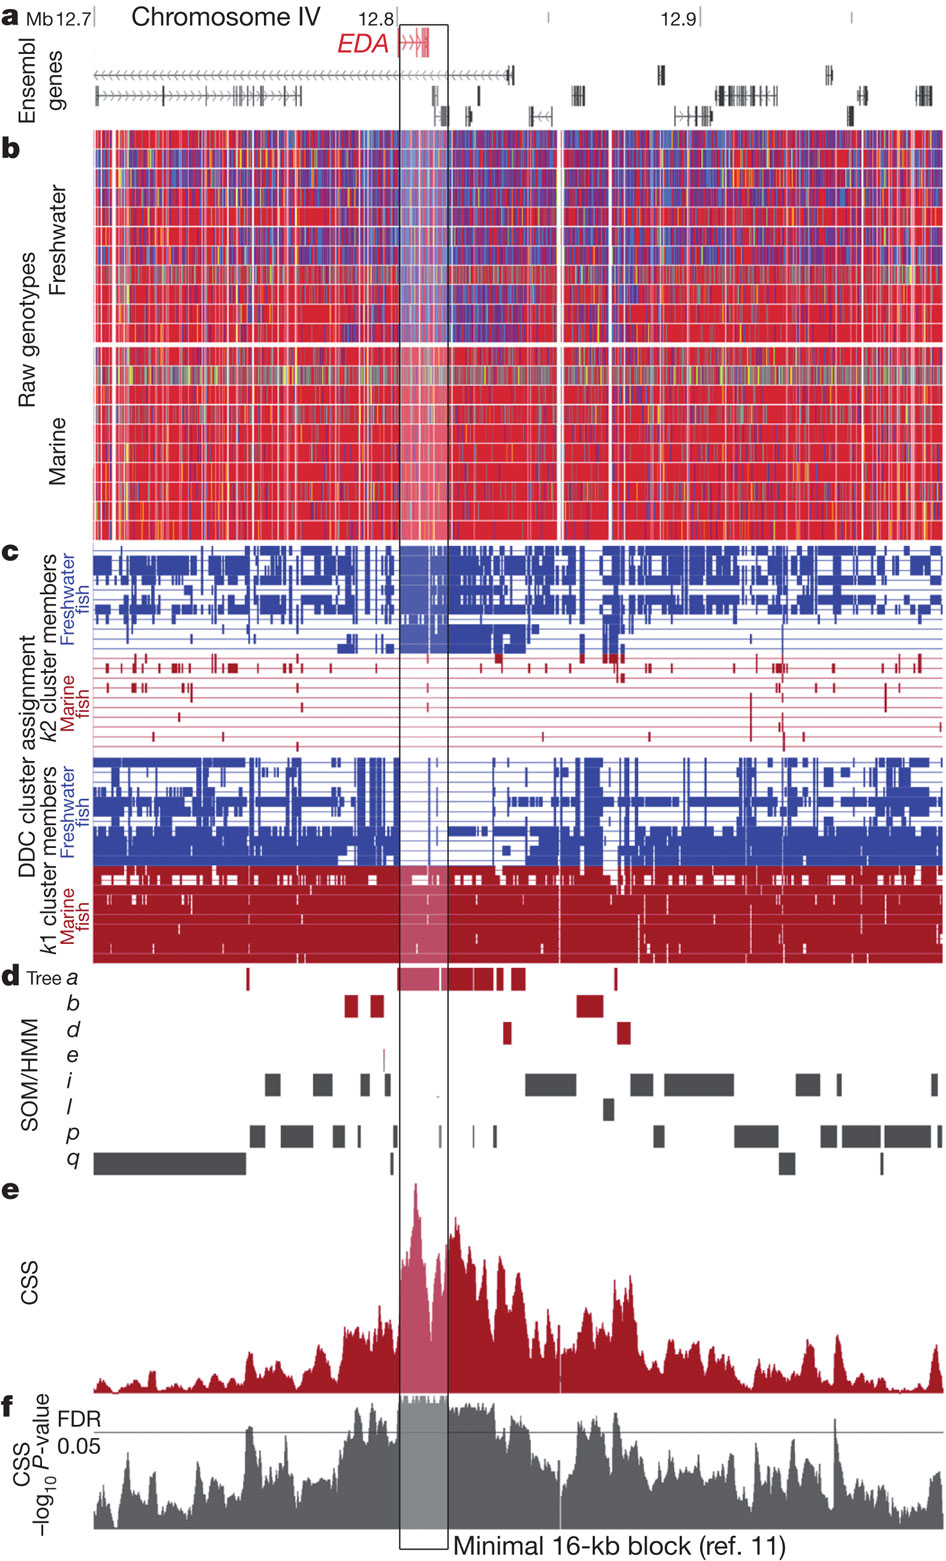 a Mb 12.7 Chromosome IV 12.8 12.9
EDA
Ensembl
genes
b
Raw genotypes
Freshwater
Marine
c
DDC cluster assignment
k2 cluster members
Freshwater
fish
Marine
fish
k1 cluster members
Freshwater
fish
Marine
fish
d Tree a
b
d
e
i
l
p
q
SOM/HMM
e
CSS
f
FDR
0.05
CSS
–log10 P-value
Minimal 16-kb block (ref. 11)